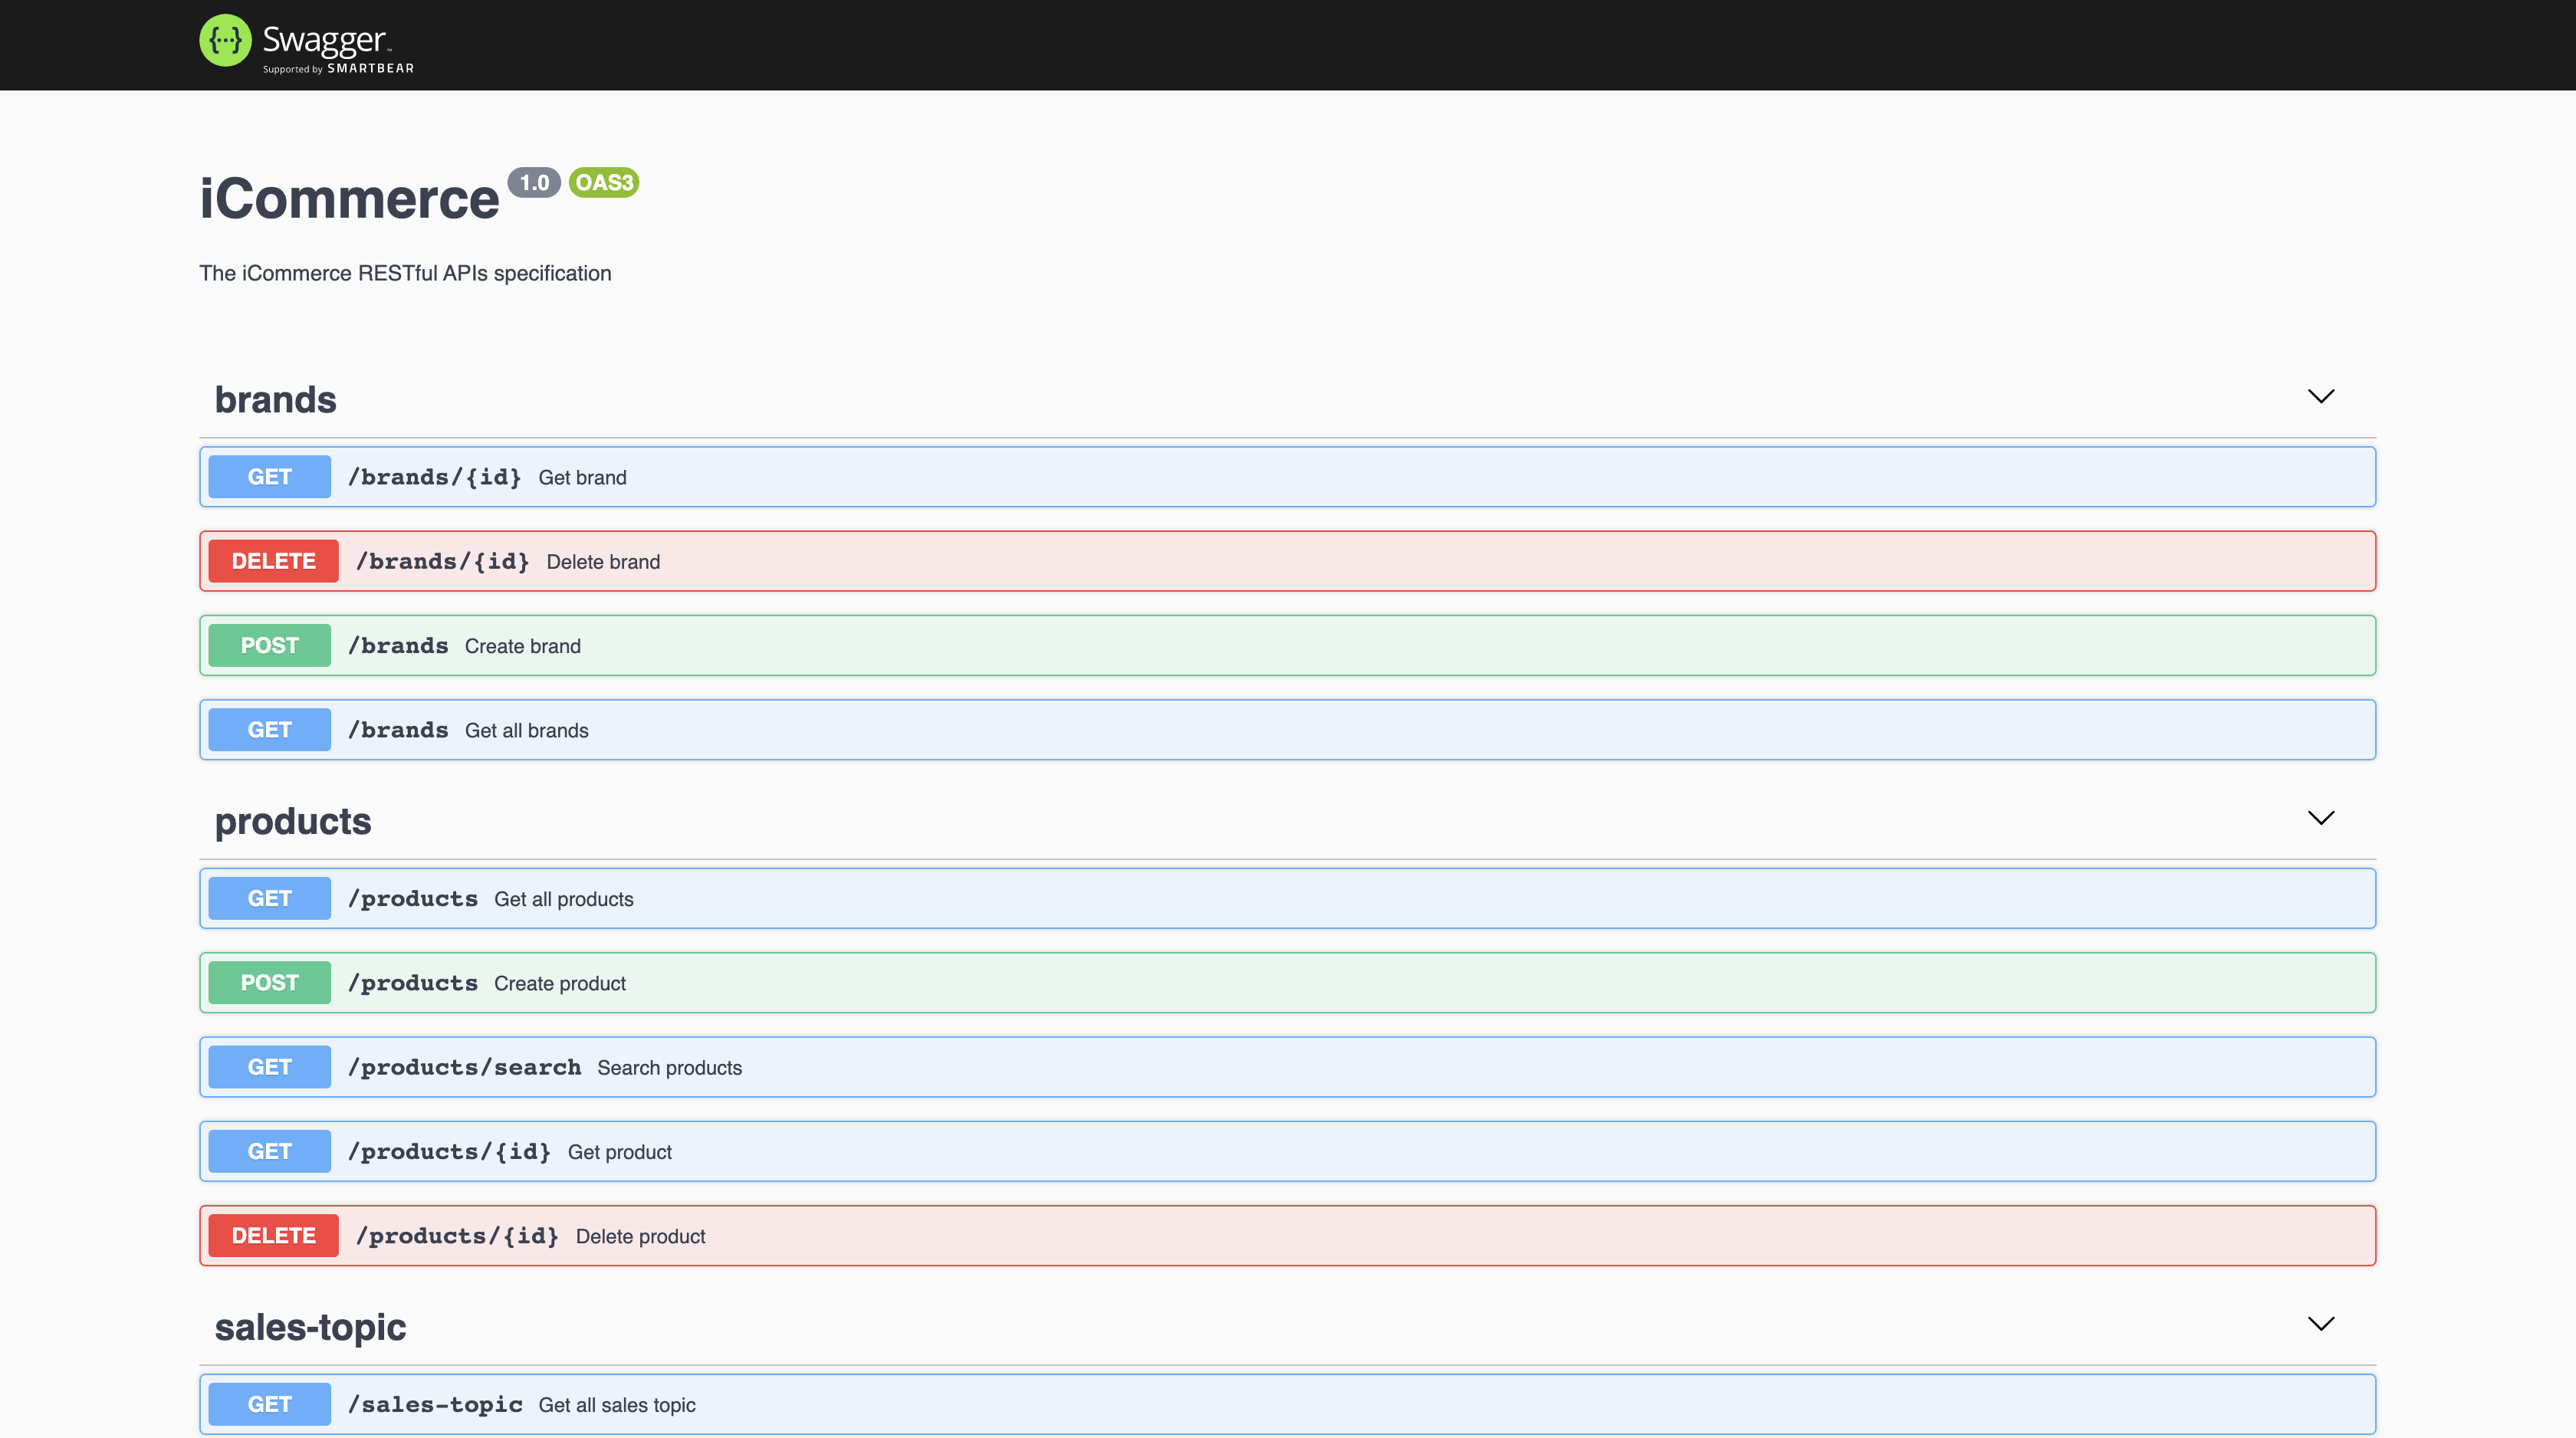 {···} Swagger™
Supported by SMARTBEAR
iCommerce 1.0 OAS3
The iCommerce RESTful APIs specification
brands
GET /brands/{id} Get brand
DELETE /brands/{id} Delete brand
POST /brands Create brand
GET /brands Get all brands
products
GET /products Get all products
POST /products Create product
GET /products/search Search products
GET /products/{id} Get product
DELETE /products/{id} Delete product
sales-topic
GET /sales-topic Get all sales topic